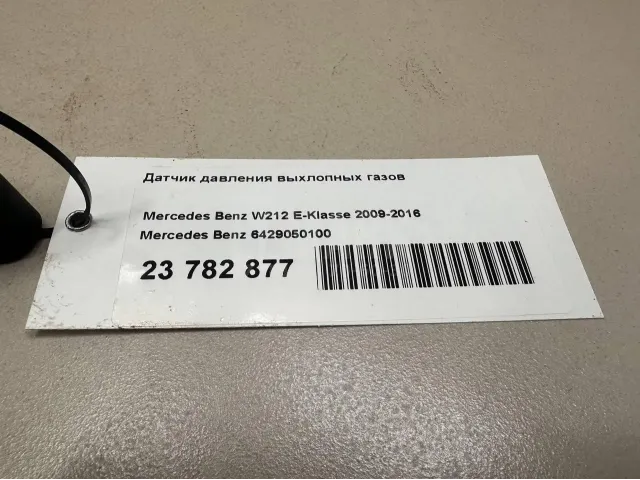 Датчик давления выхлопных газов
Mercedes Benz W212 E-Klasse 2009-2016
Mercedes Benz 6429050100
23 782 877